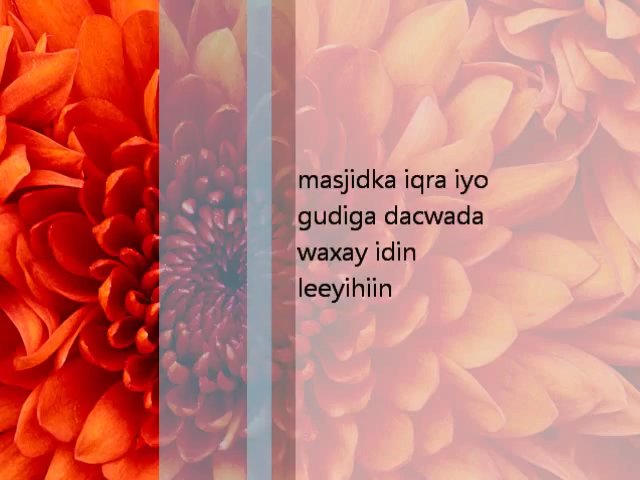 masjidka iqra iyo
gudiga dacwada
waxay idin
leeyihiin